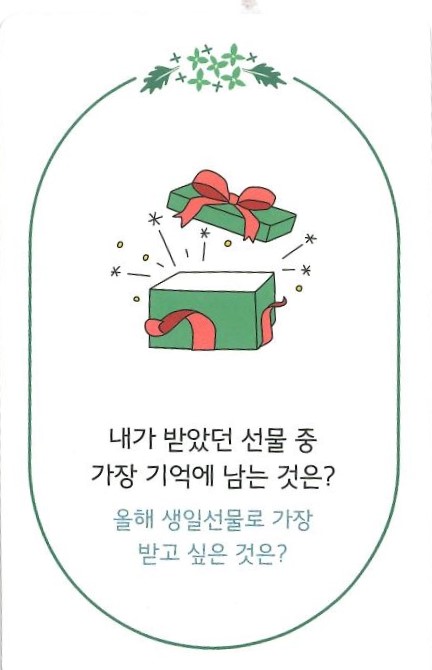 내가 받았던 선물 중
가장 기억에 남는 것은?
올해 생일선물로 가장
받고 싶은 것은?